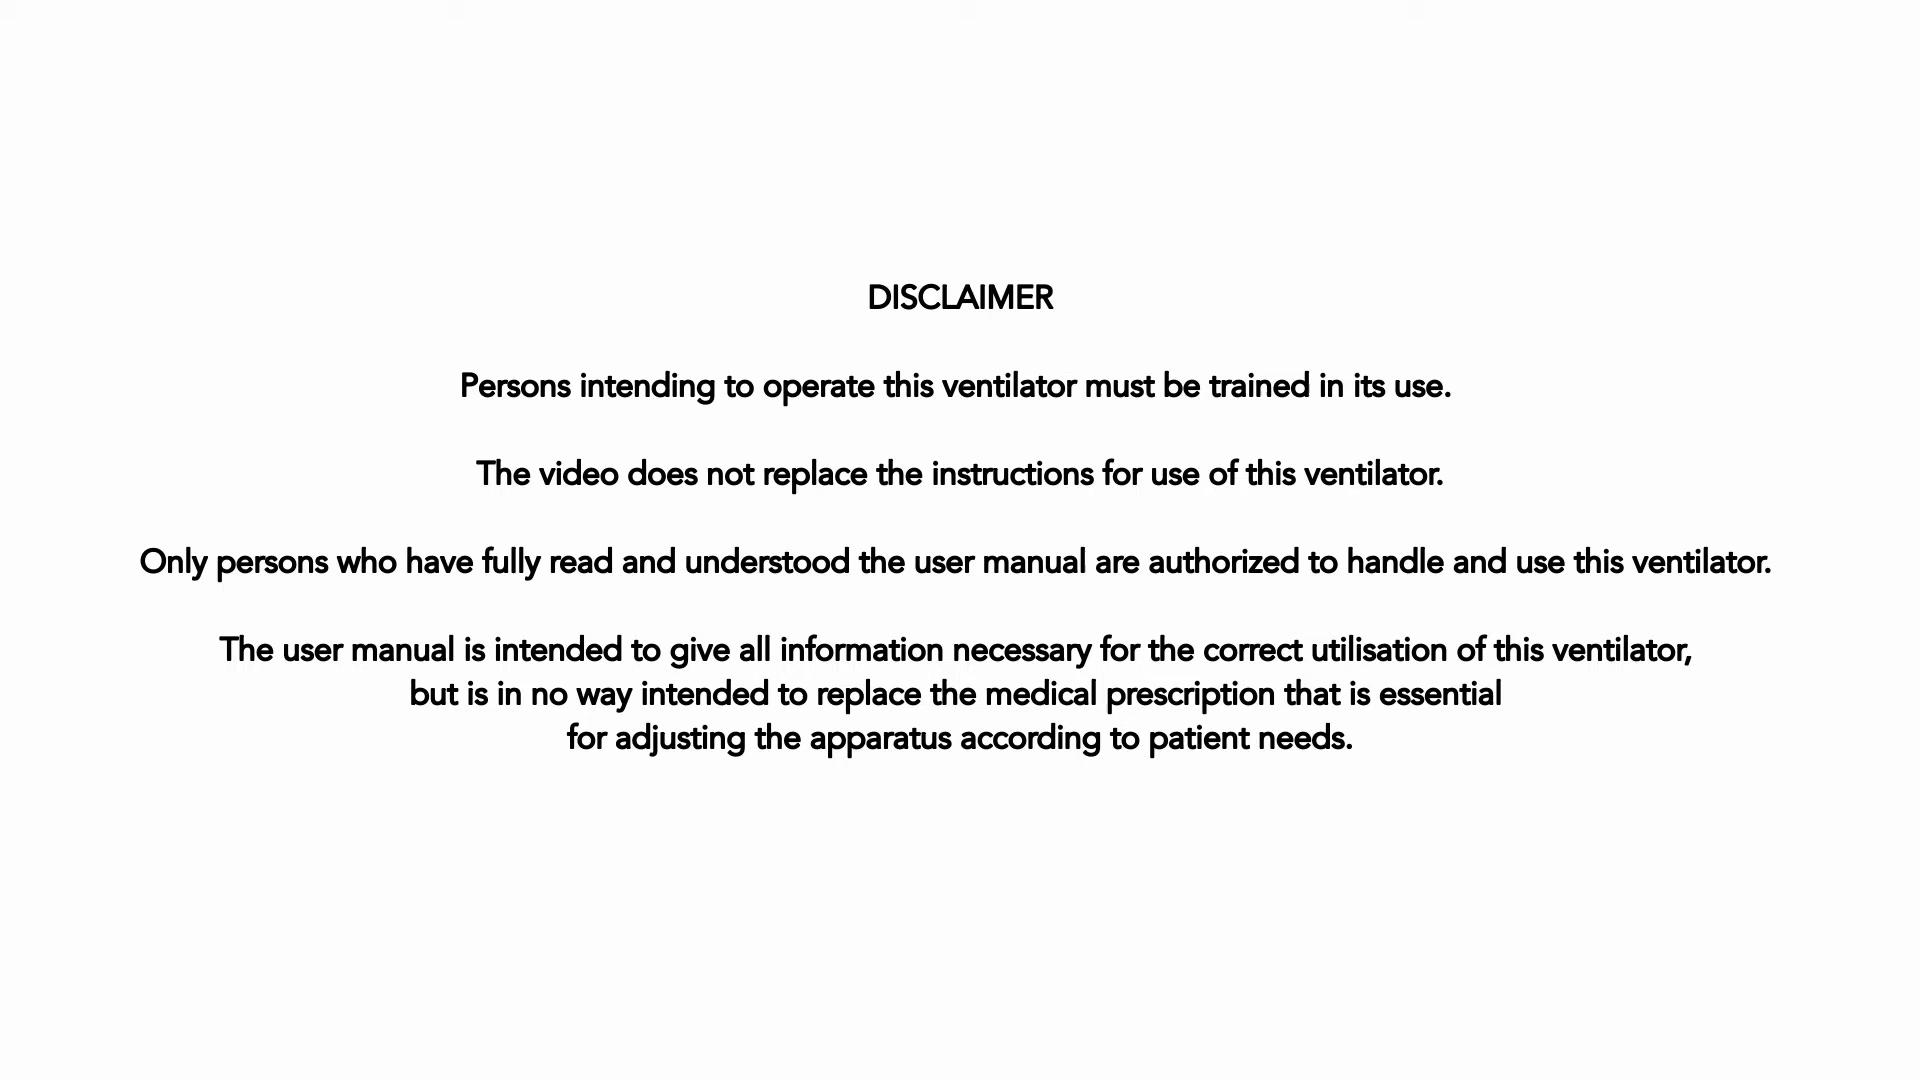 DISCLAIMER
Persons intending to operate this ventilator must be trained in its use.
The video does not replace the instructions for use of this ventilator.
Only persons who have fully read and understood the user manual are authorized to handle and use this ventilator.
The user manual is intended to give all information necessary for the correct utilisation of this ventilator,
but is in no way intended to replace the medical prescription that is essential
for adjusting the apparatus according to patient needs.